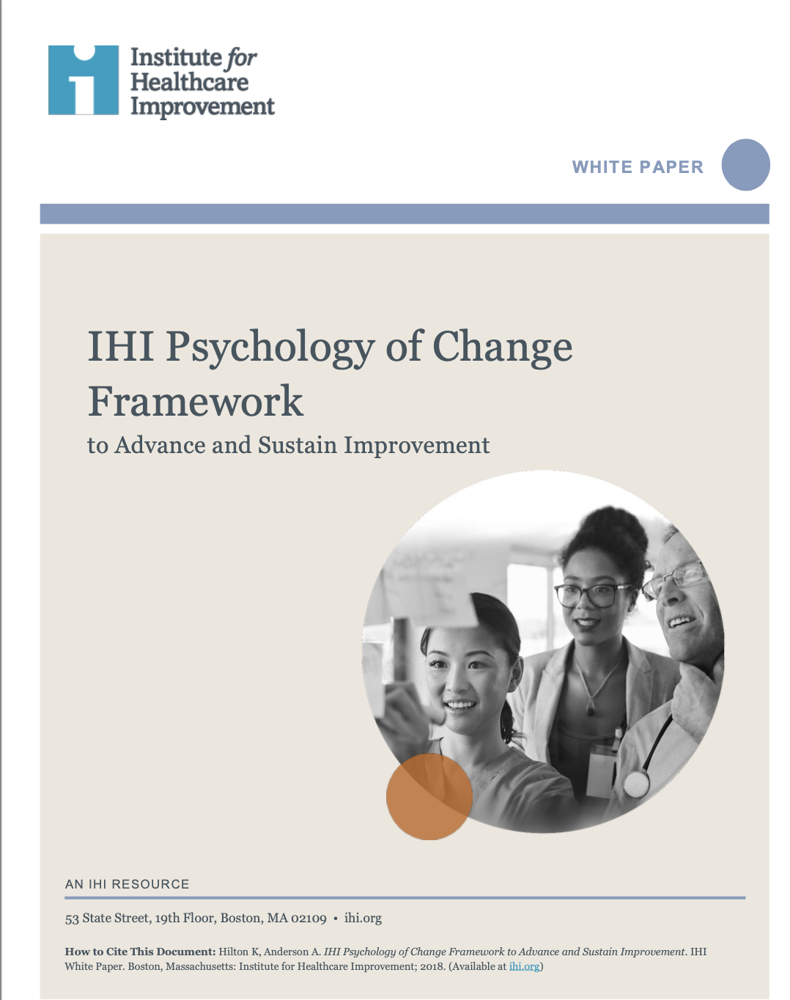 Institute for
Healthcare
Improvement
WHITE PAPER
IHI Psychology of Change
Framework
to Advance and Sustain Improvement
AN IHI RESOURCE
53 State Street, 19th Floor, Boston, MA 02109 • ihi.org
How to Cite This Document: Hilton K, Anderson A. IHI Psychology of Change Framework to Advance and Sustain Improvement. IHI
White Paper. Boston, Massachusetts: Institute for Healthcare Improvement; 2018. (Available at ihi.org)